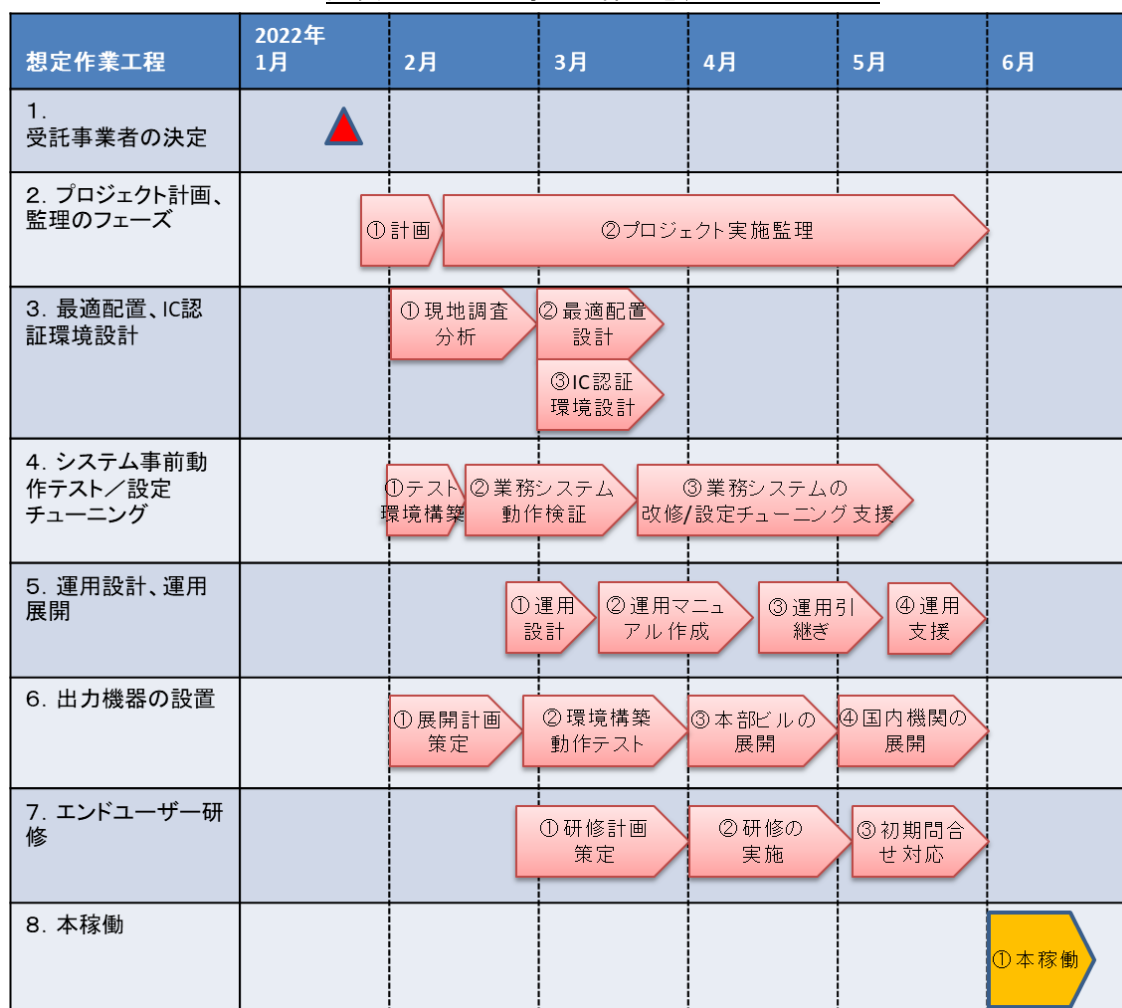 2022年
想定作業工程 1月 2月 3月 4月 5月 6月
１.
受託事業者の決定
２. プロジェクト計画、
監理のフェーズ
①計画
②プロジェクト実施監理
３. 最適配置、IC認
証環境設計
①現地調査
分析
②最適配置
設計
③IC認証
環境設計
４. システム事前動
作テスト／設定
チューニング
①テスト
環境構築
②業務システム
動作検証
③業務システムの
改修/設定チューニング支援
５. 運用設計、運用
展開
①運用
設計
②運用マニュ
アル作成
③運用引
継ぎ
④運用
支援
６. 出力機器の設置
①展開計画
策定
②環境構築
動作テスト
③本部ビルの
展開
④国内機関の
展開
７. エンドユーザー研
修
①研修計画
策定
②研修の
実施
③初期問合
せ対応
８. 本稼働
①本稼働